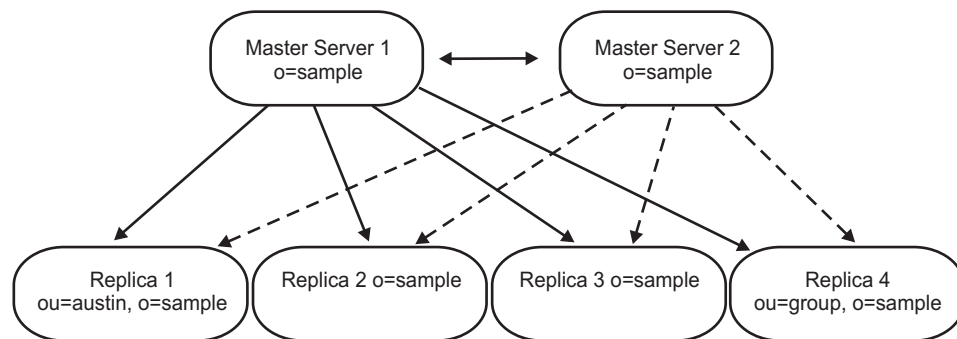 Master Server 1
o=sample
Master Server 2
o=sample
Replica 1
ou=austin, o=sample
Replica 2 o=sample
Replica 3 o=sample
Replica 4
ou=group, o=sample